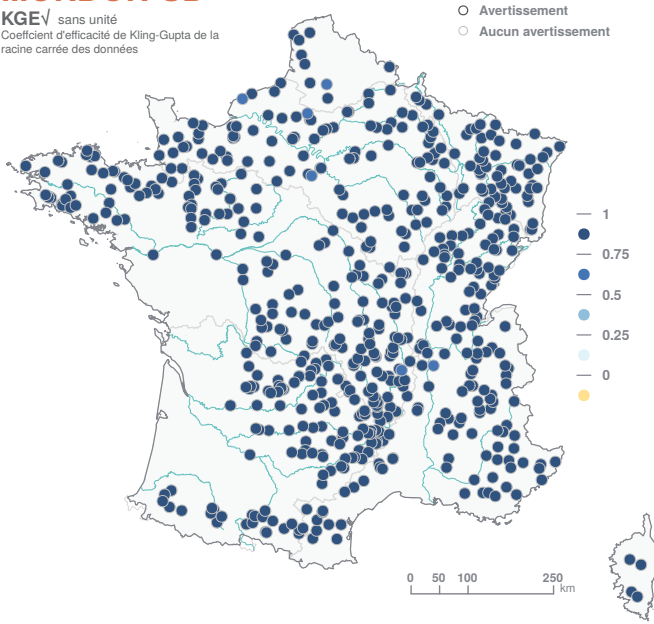 KGE√ sans unité
Coeffcient d'efficacité de Kling-Gupta de la
racine carrée des données
Avertissement
Aucun avertissement
1
0.75
0.5
0.25
0
0 50 100 250
km